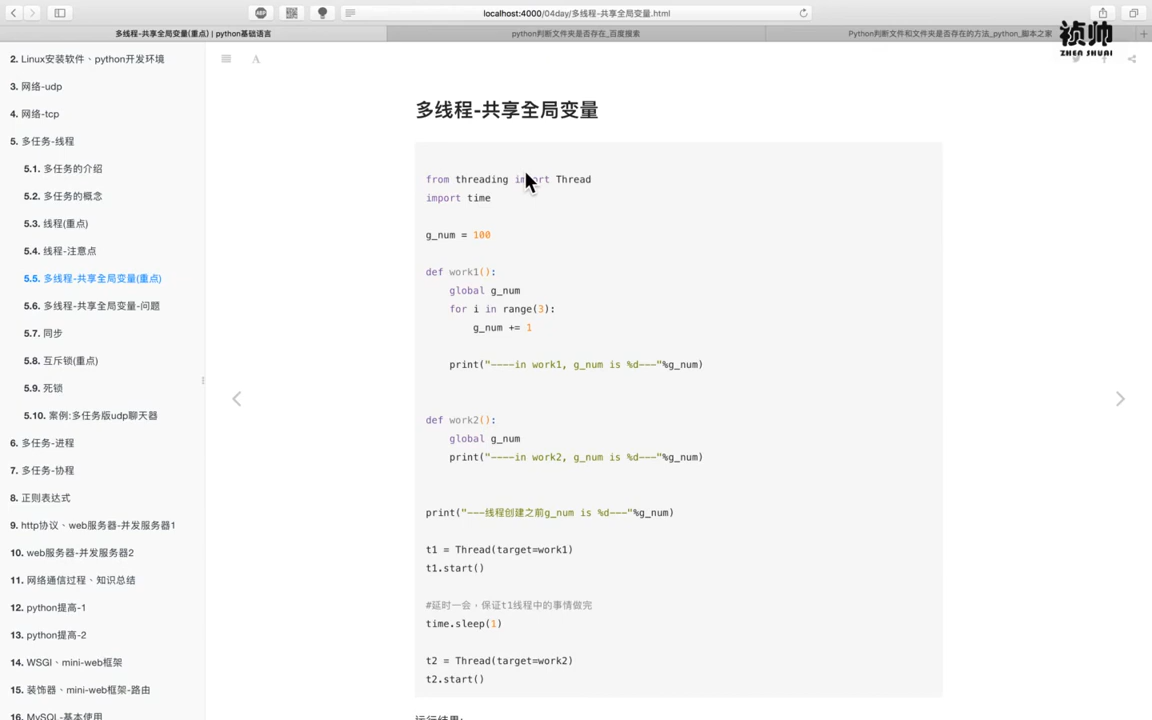 localhost:4000/04day/多线程-共享全局变量.html
多线程-共享全局变量(重点) | python基础语言
python判断文件夹是否存在_百度搜索
Python判断文件和文件夹是否存在的方法_python_脚本之家
祯帅
ZHEN SHUAI
2. Linux安装软件、python开发环境
3. 网络-udp
4. 网络-tcp
5. 多任务-线程
5.1. 多任务的介绍
5.2. 多任务的概念
5.3. 线程(重点)
5.4. 线程-注意点
5.5. 多线程-共享全局变量(重点)
5.6. 多线程-共享全局变量-问题
5.7. 同步
5.8. 互斥锁(重点)
5.9. 死锁
5.10. 案例:多任务版udp聊天器
6. 多任务-进程
7. 多任务-协程
8. 正则表达式
9. http协议、web服务器-并发服务器1
10. web服务器-并发服务器2
11. 网络通信过程、知识总结
12. python提高-1
13. python提高-2
14. WSGI、mini-web框架
15. 装饰器、mini-web框架-路由
16. MySQL-基本使用
A
多线程-共享全局变量
from threading import Thread
import time
g_num = 100
def work1():
global g_num
for i in range(3):
g_num += 1
print("----in work1, g_num is %d---"%g_num)
def work2():
global g_num
print("----in work2, g_num is %d---"%g_num)
print("---线程创建之前g_num is %d---"%g_num)
t1 = Thread(target=work1)
t1.start()
#延时一会，保证t1线程中的事情做完
time.sleep(1)
t2 = Thread(target=work2)
t2.start()
运行结果: